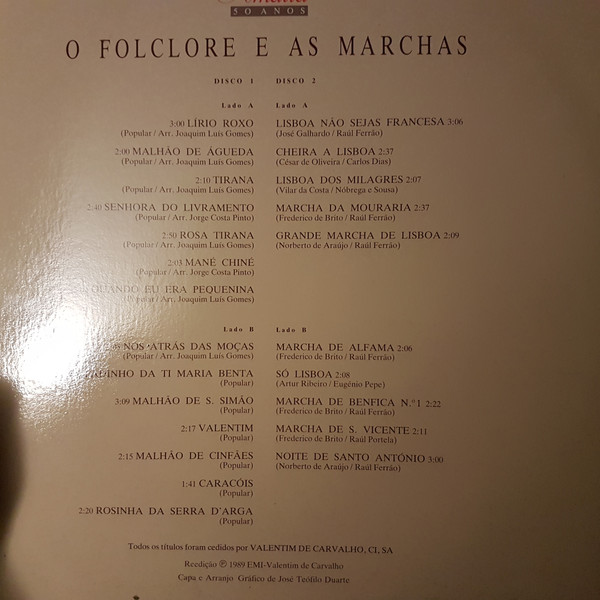 50 ANOS
O FOLCLORE E AS MARCHAS
DISCO 1
Lado A
3:00 LÍRIO ROXO
(Popular / Arr. Joaquim Luís Gomes)
2:00 MALHÃO DE ÁGUEDA
(Popular / Arr. Joaquim Luís Gomes)
2:10 TIRANA
(Popular / Arr. Joaquim Luís Gomes)
2:40 SENHORA DO LIVRAMENTO
(Popular / Arr. Jorge Costa Pinto)
2:50 ROSA TIRANA
(Popular / Arr. Joaquim Luís Gomes)
2:03 MANÉ CHINÉ
(Popular / Arr. Jorge Costa Pinto)
QUANDO EU ERA PEQUENINA
(Popular / Arr. Joaquim Luís Gomes)
Lado B
NÓS ATRÁS DAS MOÇAS
(Popular / Arr. Joaquim Luís Gomes)
DA TI MARIA BENTA
(Popular)
3:09 MALHÃO DE S. SIMÃO
(Popular)
2:17 VALENTIM
(Popular)
2:15 MALHÃO DE CINFÃES
(Popular)
1:41 CARACÓIS
(Popular)
2:20 ROSINHA DA SERRA D'ARGA
(Popular)
DISCO 2
Lado A
LISBOA NÃO SEJAS FRANCESA 3:06
(José Galhardo / Raúl Ferrão)
CHEIRA A LISBOA 2:37
(César de Oliveira / Carlos Dias)
LISBOA DOS MILAGRES 2:07
(Vilar da Costa / Nóbrega e Sousa)
MARCHA DA MOURARIA 2:37
(Frederico de Brito / Raúl Ferrão)
GRANDE MARCHA DE LISBOA 2:09
(Norberto de Araújo / Raúl Ferrão)
Lado B
MARCHA DE ALFAMA 2:06
(Frederico de Brito / Raúl Ferrão)
SÓ LISBOA 2:08
(Artur Ribeiro / Eugénio Pepe)
MARCHA DE BENFICA N.º 1 2:22
(Frederico de Brito / Raúl Ferrão)
MARCHA DE S. VICENTE 2:11
(Frederico de Brito / Raúl Portela)
NOITE DE SANTO ANTÓNIO 3:00
(Norberto de Araújo / Raúl Ferrão)
Todos os títulos foram cedidos por VALENTIM DE CARVALHO, CI, SA
Reedição ℗ 1989 EMI-Valentim de Carvalho
Capa e Arranjo Gráfico de José Teófilo Duarte